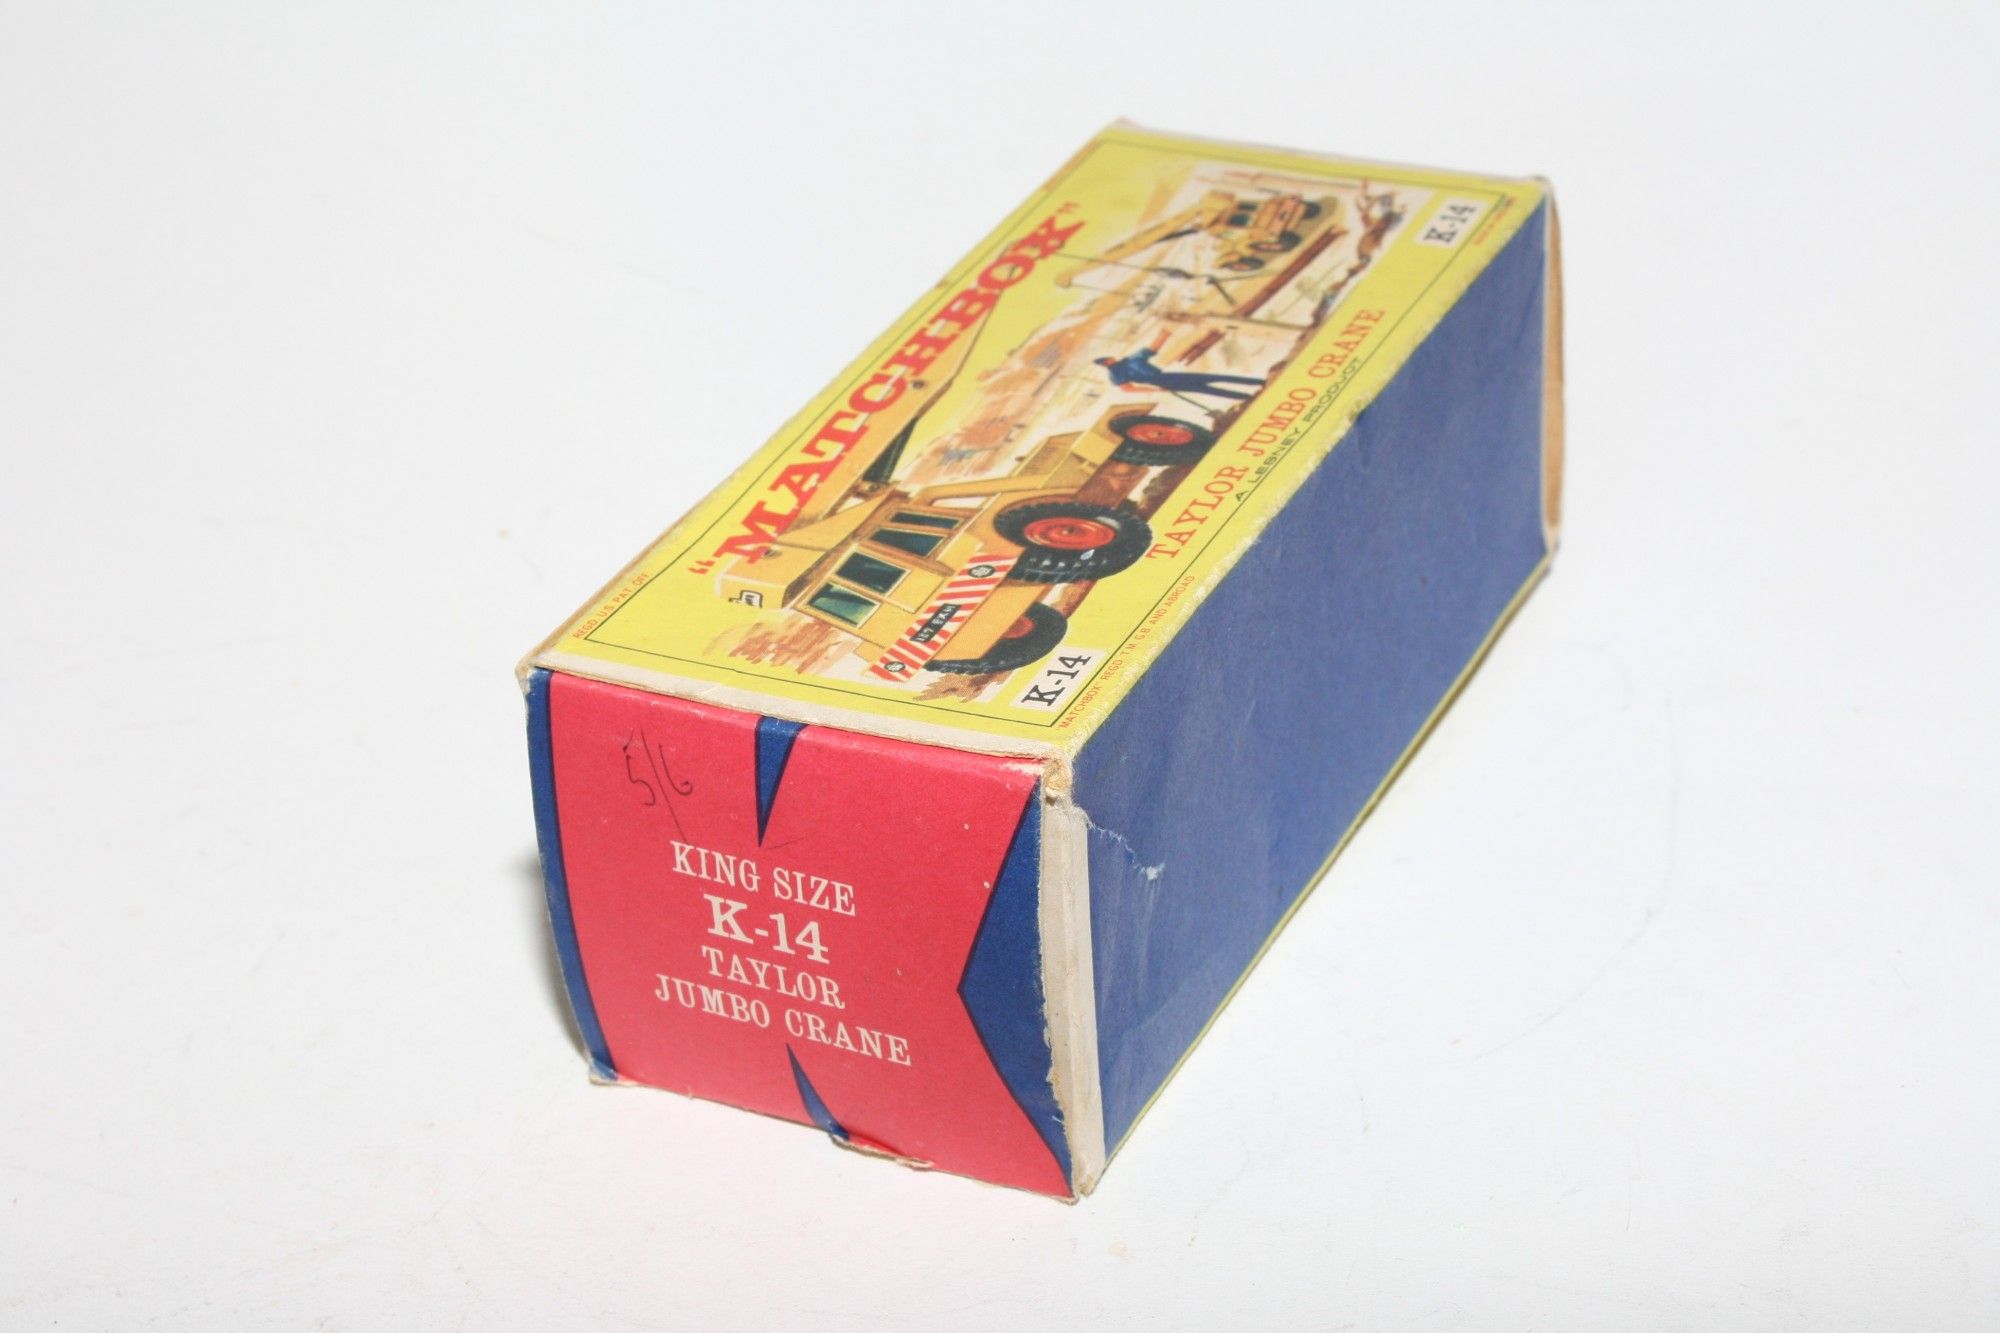 "MATCHBOX"
K-14
TAYLOR JUMBO CRANE
A LESNEY PRODUCT
K-14
REGD U.S. PAT. OFF
"MATCHBOX" REGD T.M. G.B. AND ABROAD
5/6
KING SIZE
K-14
TAYLOR
JUMBO CRANE